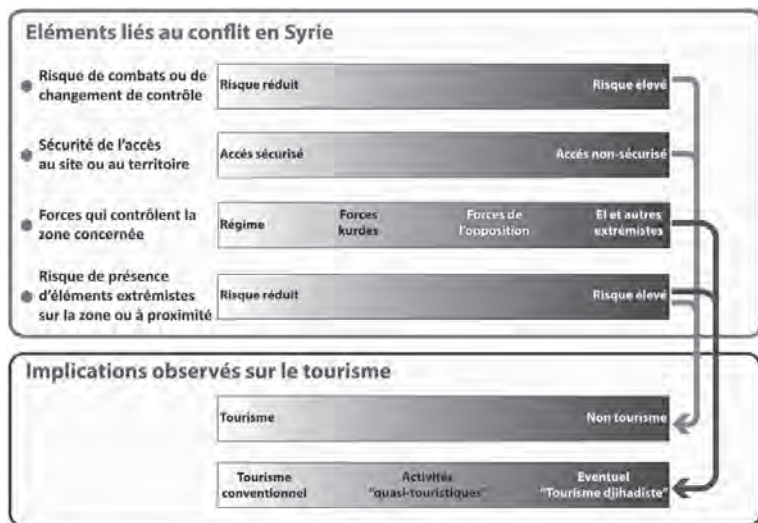 Eléments liés au conflit en Syrie
Risque de combats ou de
changement de contrôle
Risque réduit
Risque élevé
Sécurité de l'accès
au site ou au territoire
Accès sécurisé
Accés non-sécurisé
Forces qui contrôlent la
zone concernée
Régime
Forces
kurdes
Forces de
l'opposition
EI et autres
extrémistes
Risque de présence
d'éléments extrémistes
sur la zone ou à proximité
Risque réduit
Risque élevé
Implications observés sur le tourisme
Tourisme
Non tourisme
Tourisme
conventionnel
Activités
"quasi-touristiques"
Eventuel
"Tourisme djihadiste"